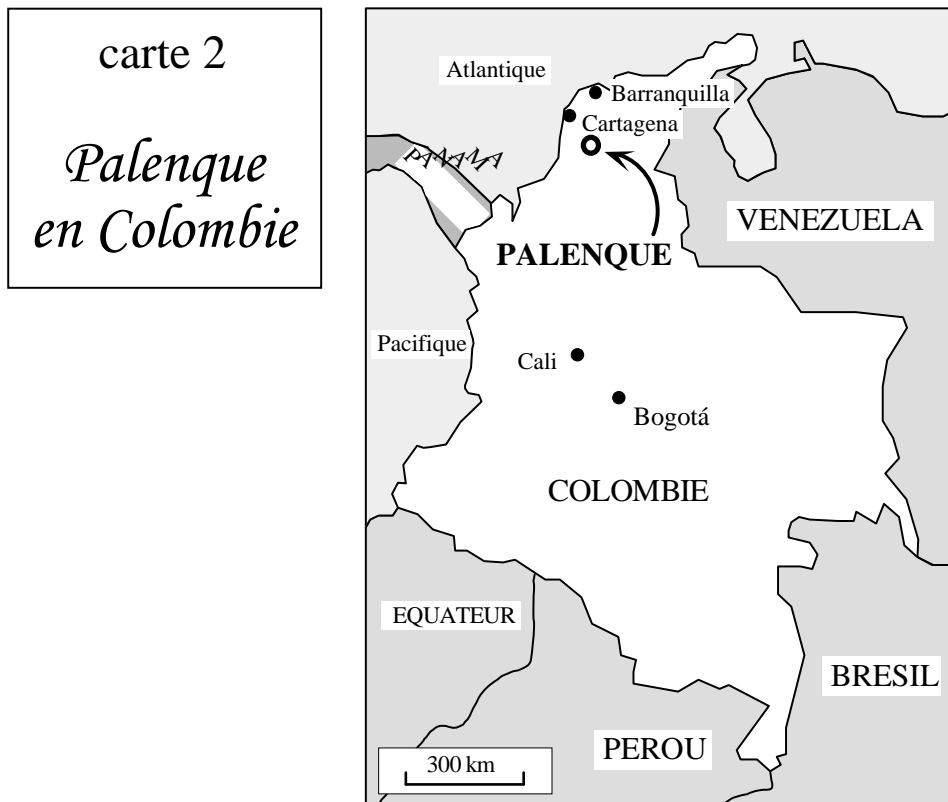 carte 2
Palenque
en Colombie
Atlantique
Barranquilla
Cartagena
PANAMA
VENEZUELA
PALENQUE
Pacifique
Cali
Bogotá
COLOMBIE
EQUATEUR
BRESIL
PEROU
300 km